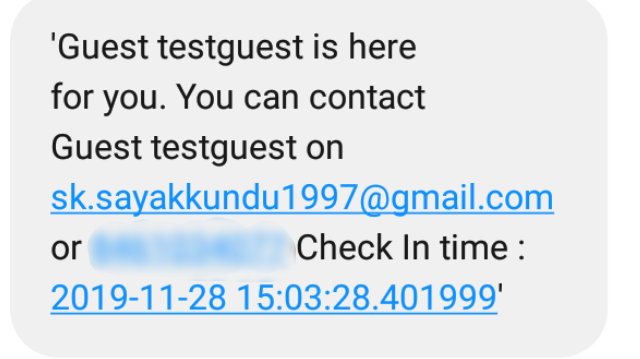 'Guest testguest is here
for you. You can contact
Guest testguest on
sk.sayakkundu1997@gmail.com
or Check In time :
2019-11-28 15:03:28.401999'